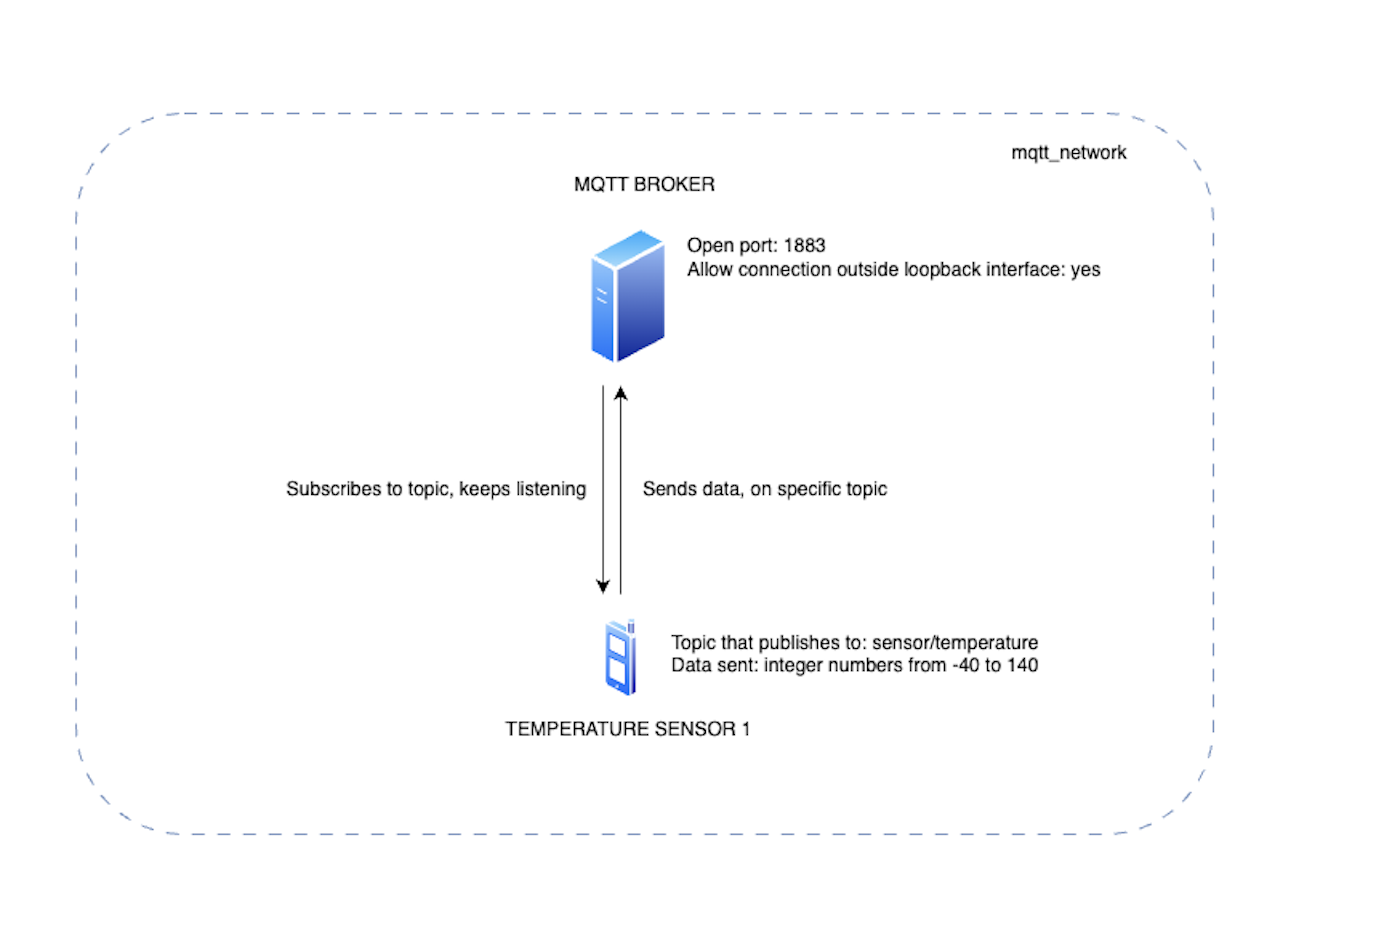 mqtt_network
MQTT BROKER
Open port: 1883
Allow connection outside loopback interface: yes
Subscribes to topic, keeps listening
Sends data, on specific topic
Topic that publishes to: sensor/temperature
Data sent: integer numbers from -40 to 140
TEMPERATURE SENSOR 1